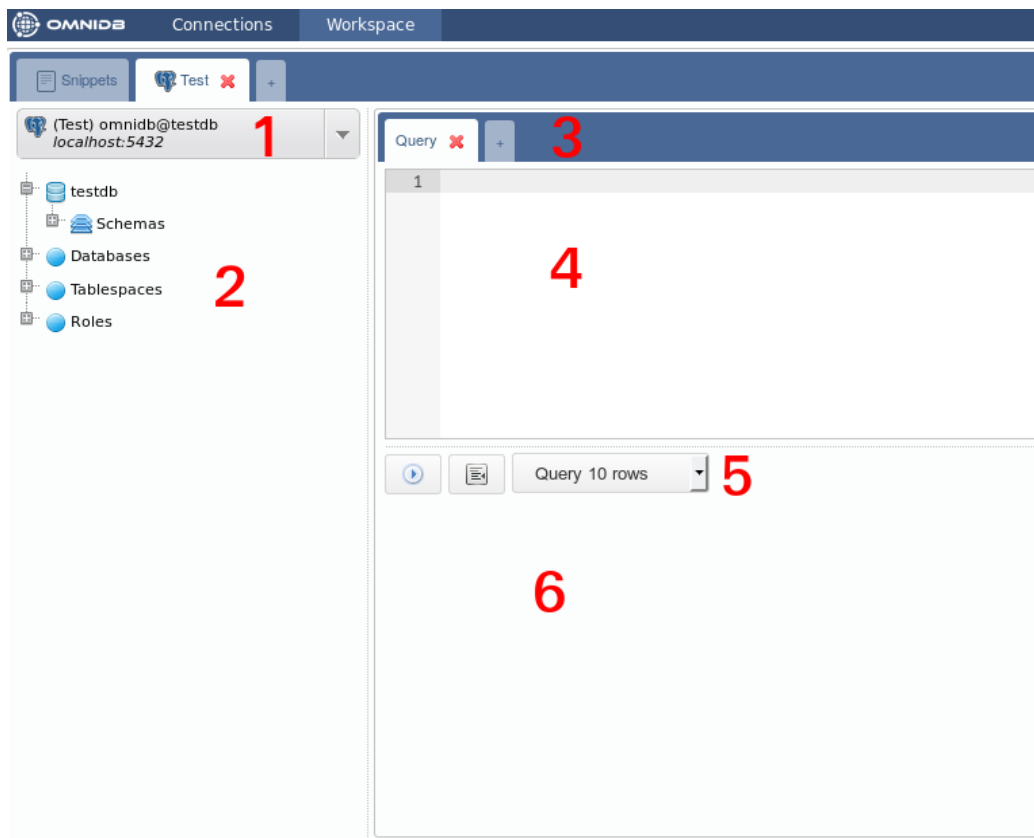 OMNIDB Connections Workspace
Snippets Test +
(Test) omnidb@testdb
localhost:5432
1
Query +
3
1
testdb
Schemas
Databases
Tablespaces
Roles
2
4
Query 10 rows
5
6